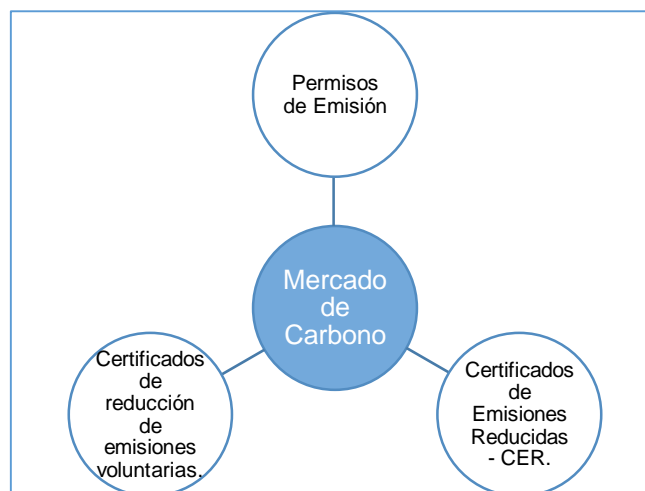 Permisos
de Emisión
Mercado
de
Carbono
Certificados
de
reducción
de
emisiones
voluntarias.
Certificados
de
Emisiones
Reducidas
- CER.